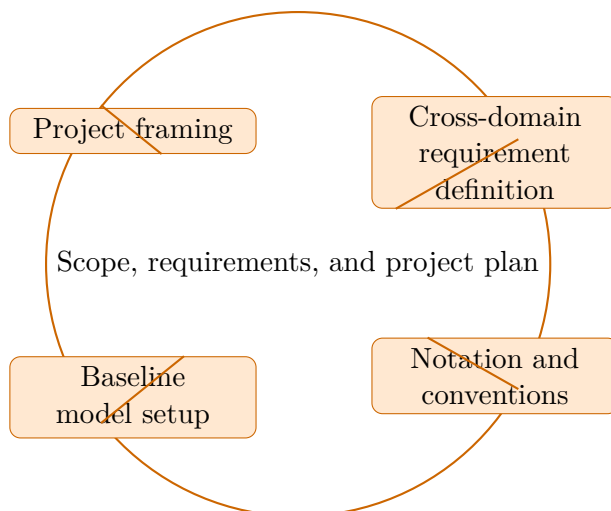 Project framing
Cross-domain
requirement
definition
Scope, requirements, and project plan
Baseline
model setup
Notation and
conventions